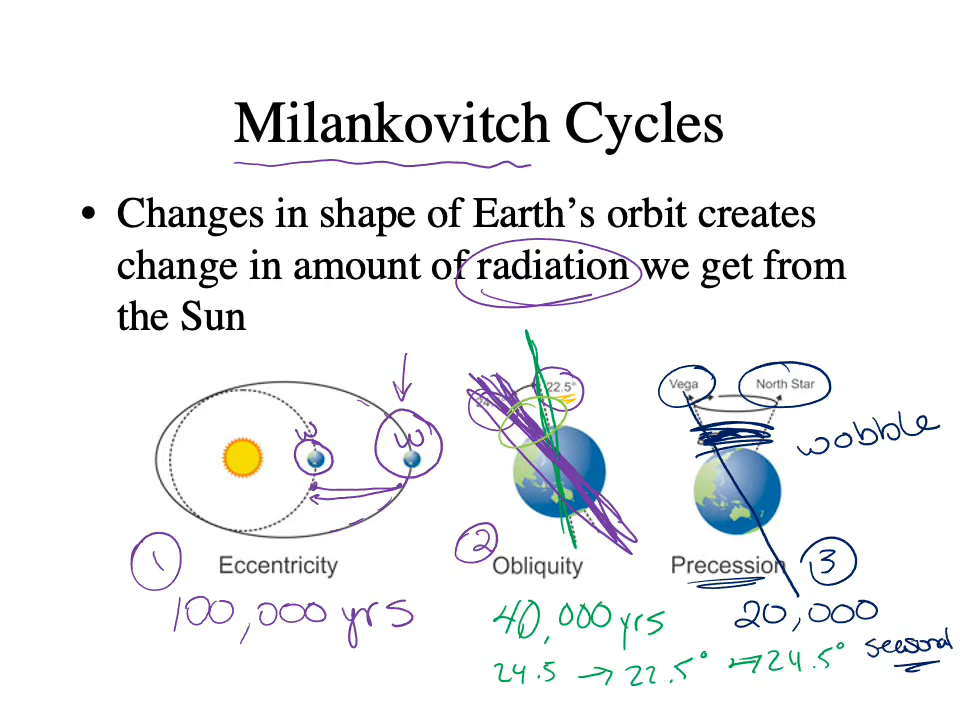 Milankovitch Cycles
• Changes in shape of Earth's orbit creates
change in amount of radiation we get from
the Sun
22.5°
Vega
North Star
W
W
wobble
1
Eccentricity
2
Obliquity
Precession
3
100,000 yrs
40,000 yrs
20,000
24.5 → 22.5° → 24.5°
seasonal